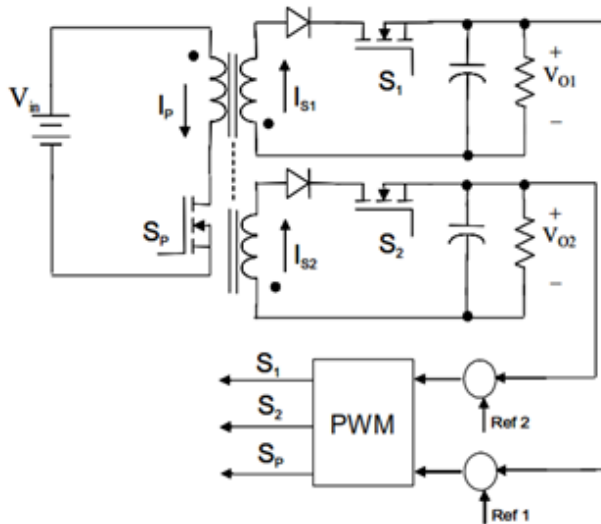 V_in
I_P
S_P
I_S1
S_1
+
V_O1
−
I_S2
S_2
+
V_O2
−
S_1
S_2
S_P
PWM
Ref 2
Ref 1